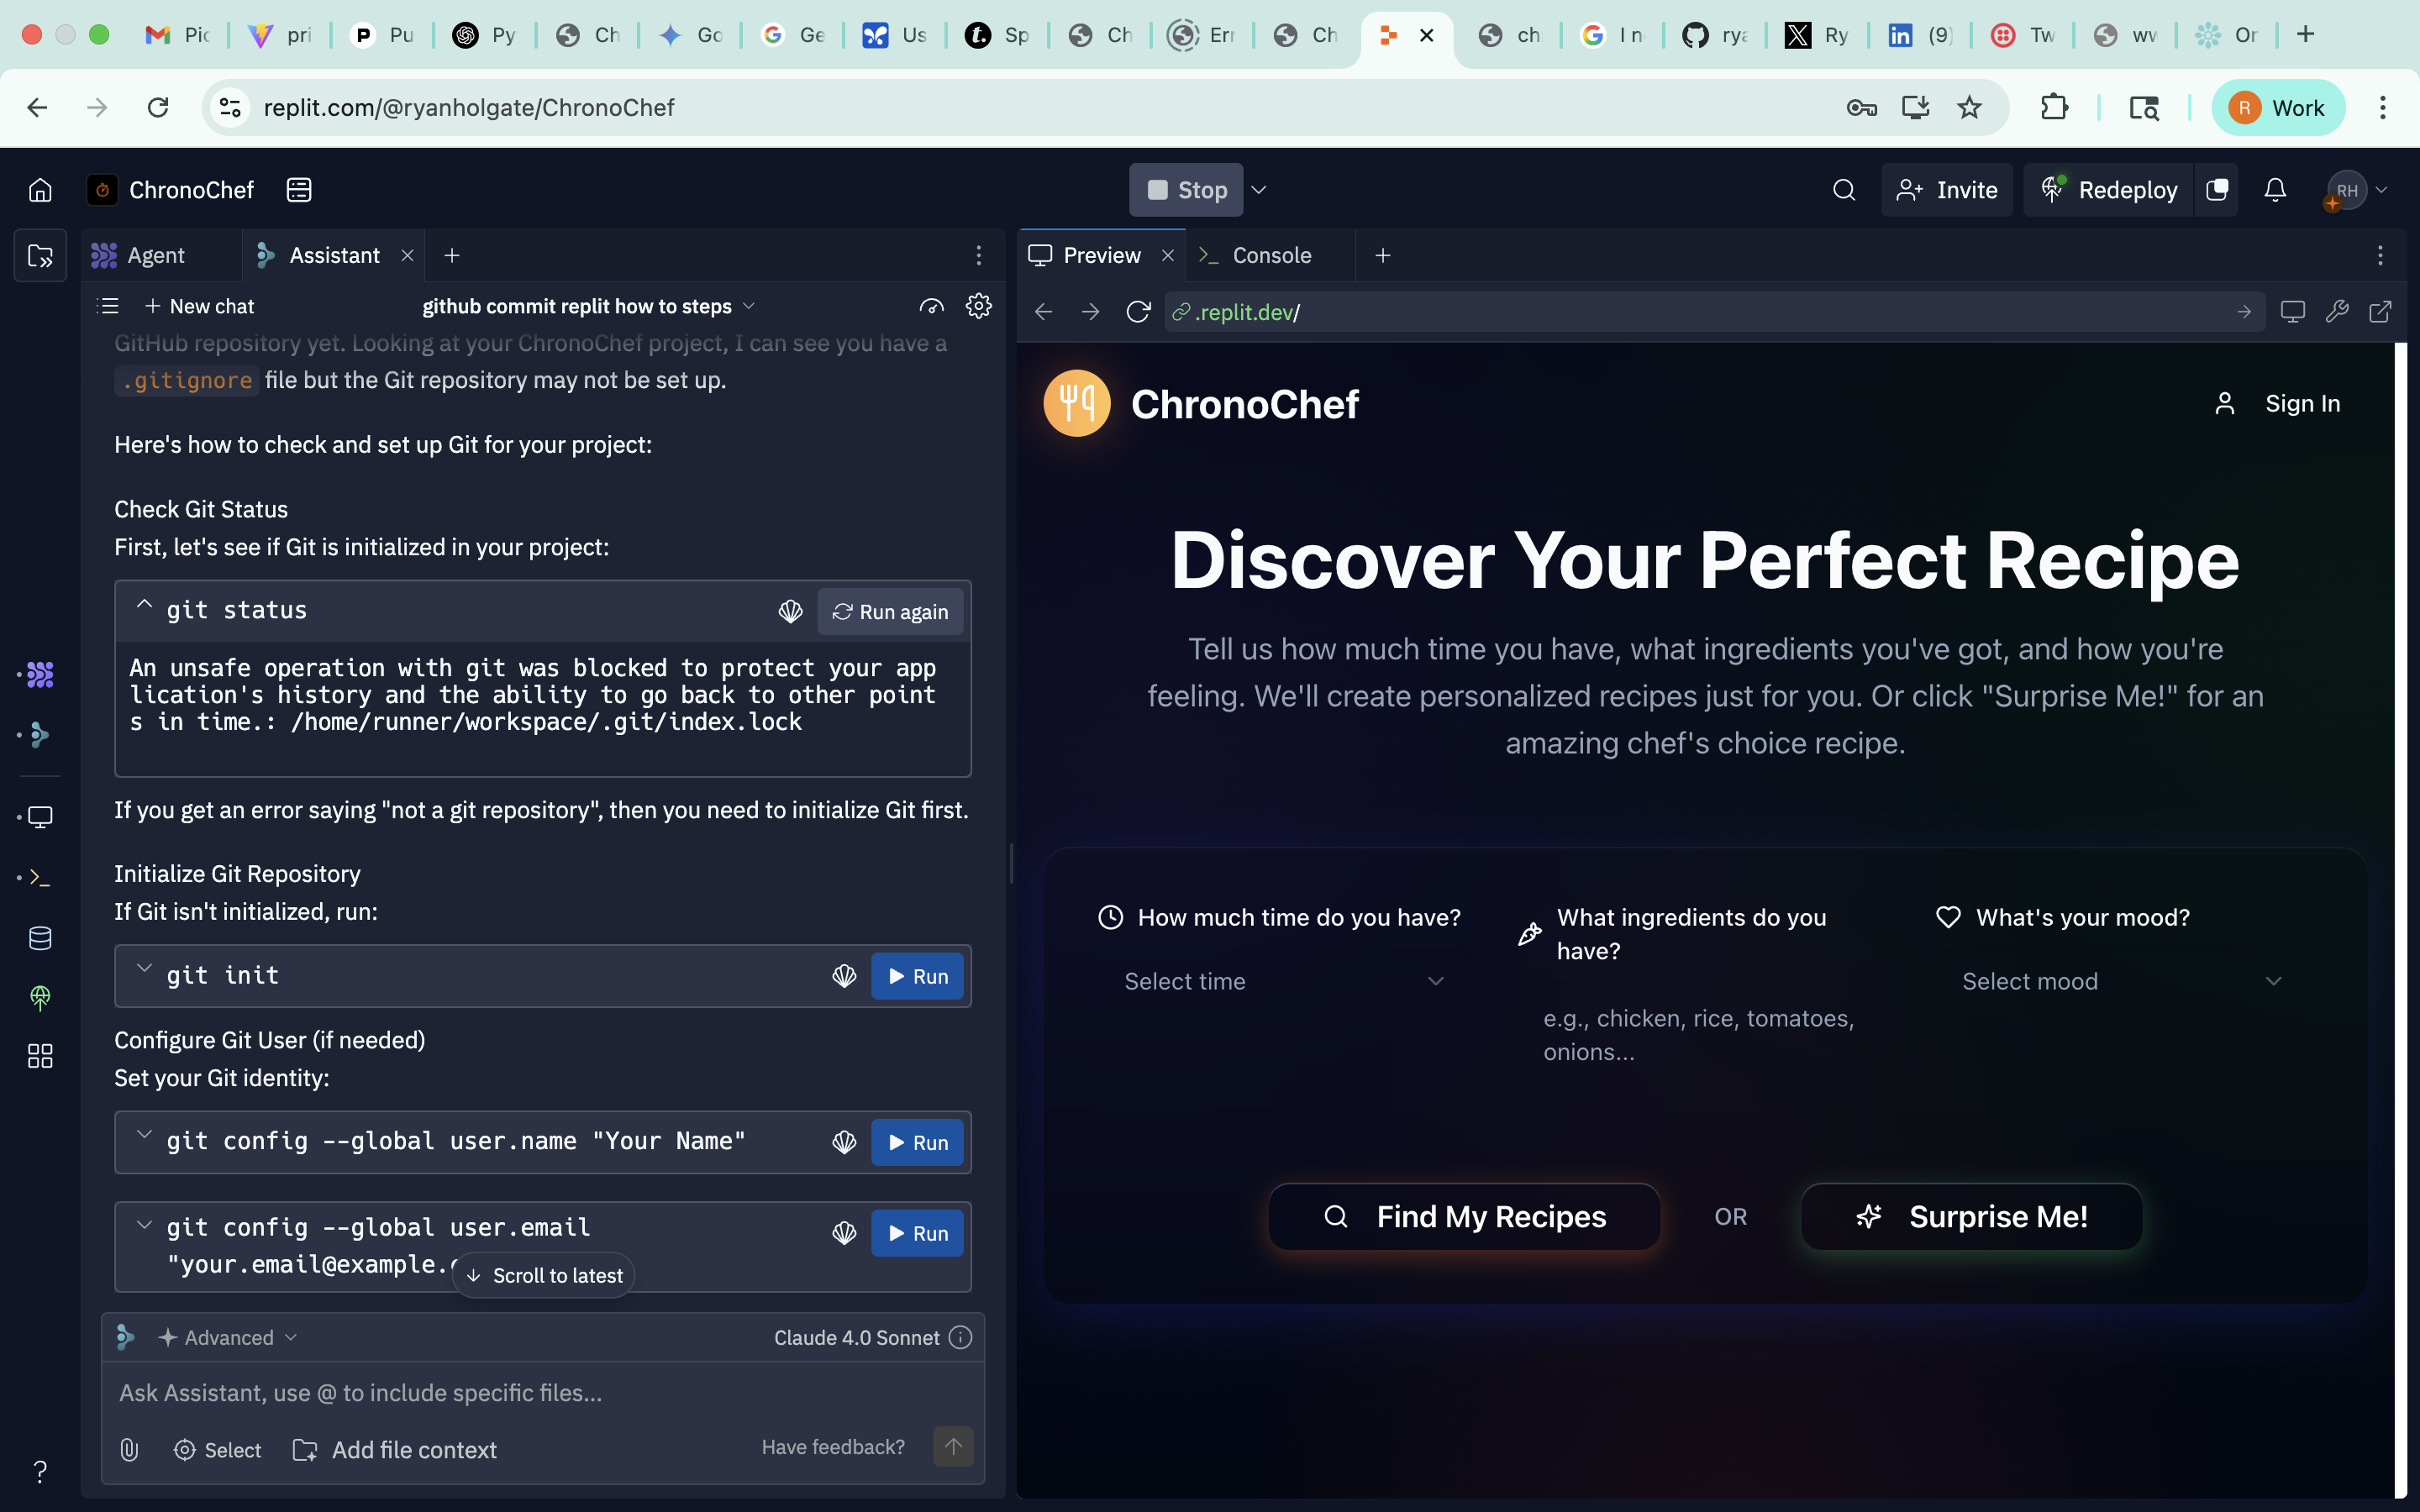 Pic
pri
Pu
Py
Ch
Gc
Ge
Us
t.
Sp
Ch
Err
Ch
ch
I n
rya
Ry
(9)
Tw
ww
Or
replit.com/@ryanholgate/ChronoChef
R Work
ChronoChef
Stop
Invite
Redeploy
RH
Agent
Assistant
github commit replit how to steps
New chat
GitHub repository yet. Looking at your ChronoChef project, I can see you have a
.gitignore file but the Git repository may not be set up.
Here's how to check and set up Git for your project:
Check Git Status
First, let's see if Git is initialized in your project:
git status
Run again
An unsafe operation with git was blocked to protect your app
lication's history and the ability to go back to other point
s in time.: /home/runner/workspace/.git/index.lock
If you get an error saying "not a git repository", then you need to initialize Git first.
Initialize Git Repository
If Git isn't initialized, run:
git init
Run
Configure Git User (if needed)
Set your Git identity:
git config --global user.name "Your Name"
Run
git config --global user.email
"your.email@example.
Run
Scroll to latest
Advanced
Claude 4.0 Sonnet
Ask Assistant, use @ to include specific files...
Select
Add file context
Have feedback?
Preview
Console
.replit.dev/
ChronoChef
Sign In
Discover Your Perfect Recipe
Tell us how much time you have, what ingredients you've got, and how you're
feeling. We'll create personalized recipes just for you. Or click "Surprise Me!" for an
amazing chef's choice recipe.
How much time do you have?
Select time
What ingredients do you
have?
e.g., chicken, rice, tomatoes,
onions...
What's your mood?
Select mood
Find My Recipes
OR
Surprise Me!